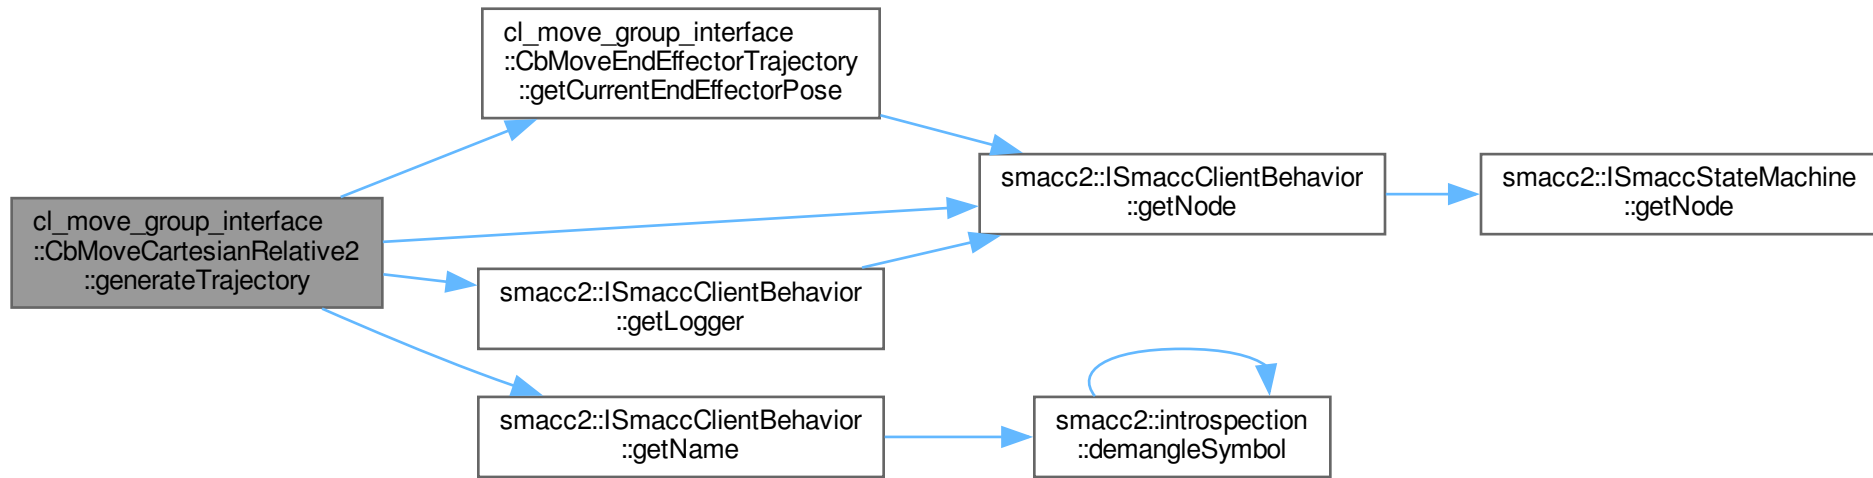 cl_move_group_interface
::CbMoveEndEffectorTrajectory
::getCurrentEndEffectorPose
smacc2::ISmaccClientBehavior
::getNode
smacc2::ISmaccStateMachine
::getNode
cl_move_group_interface
::CbMoveCartesianRelative2
::generateTrajectory
smacc2::ISmaccClientBehavior
::getLogger
smacc2::ISmaccClientBehavior
::getName
smacc2::introspection
::demangleSymbol